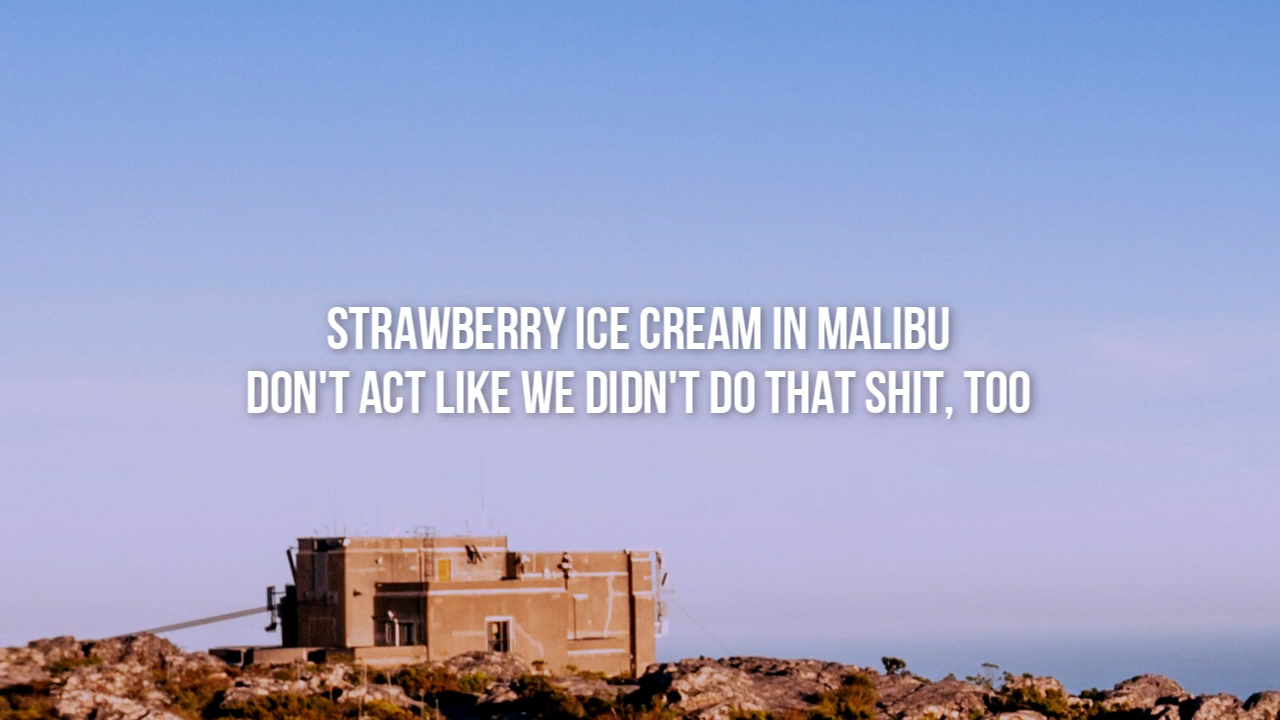 STRAWBERRY ICE CREAM IN MALIBU
DON'T ACT LIKE WE DIDN'T DO THAT SHIT, TOO